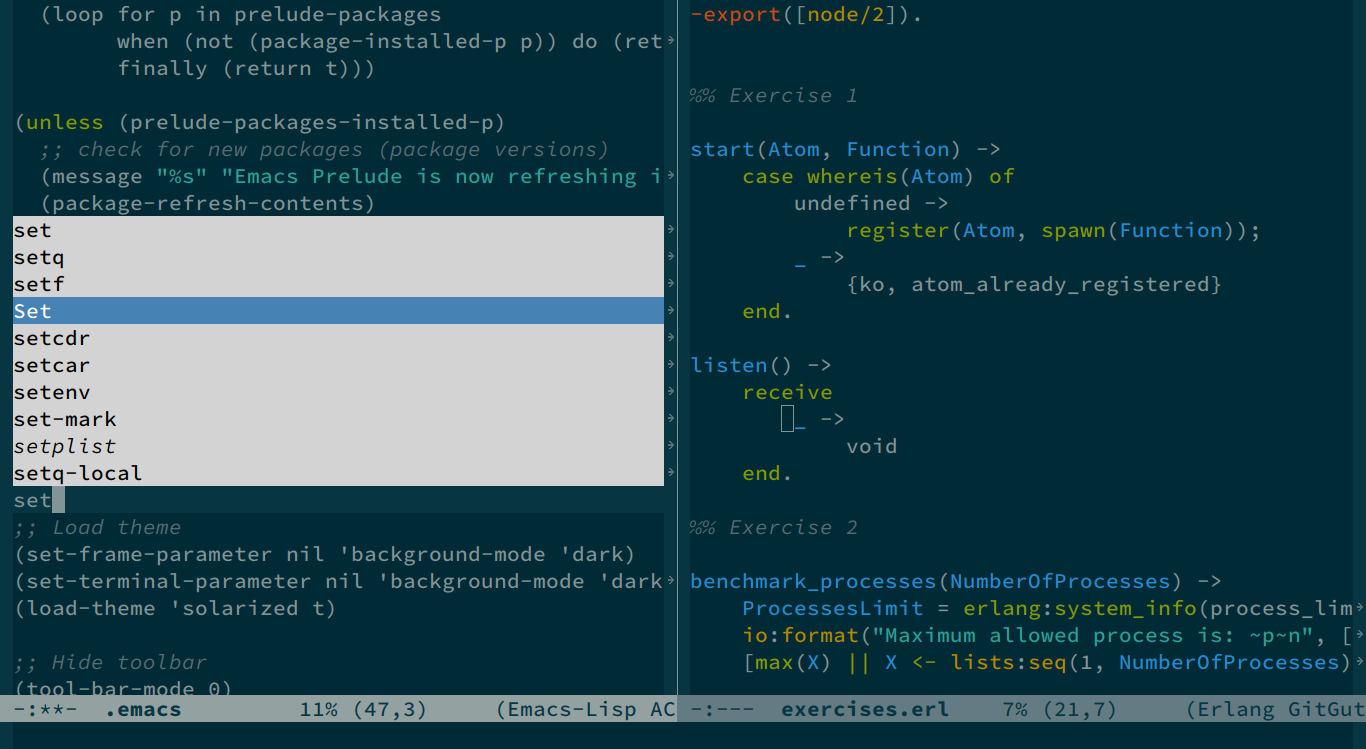 (loop for p in prelude-packages
when (not (package-installed-p p)) do (ret
finally (return t)))
(unless (prelude-packages-installed-p)
;; check for new packages (package versions)
(message "%s" "Emacs Prelude is now refreshing i
(package-refresh-contents)
set
setq
setf
Set
setcdr
setcar
setenv
set-mark
setplist
setq-local
set
;; Load theme
(set-frame-parameter nil 'background-mode 'dark)
(set-terminal-parameter nil 'background-mode 'dark
(load-theme 'solarized t)
;; Hide toolbar
(tool-bar-mode 0)
-:**-  .emacs         11% (47,3)     (Emacs-Lisp AC
-export([node/2]).
%% Exercise 1
start(Atom, Function) ->
case whereis(Atom) of
undefined ->
register(Atom, spawn(Function));
_ ->
{ko, atom_already_registered}
end.
listen() ->
receive
_ ->
void
end.
%% Exercise 2
benchmark_processes(NumberOfProcesses) ->
ProcessesLimit = erlang:system_info(process_lim
io:format("Maximum allowed process is: ~p~n", [
[max(X) || X <- lists:seq(1, NumberOfProcesses)
-:---  exercises.erl    7% (21,7)     (Erlang GitGut